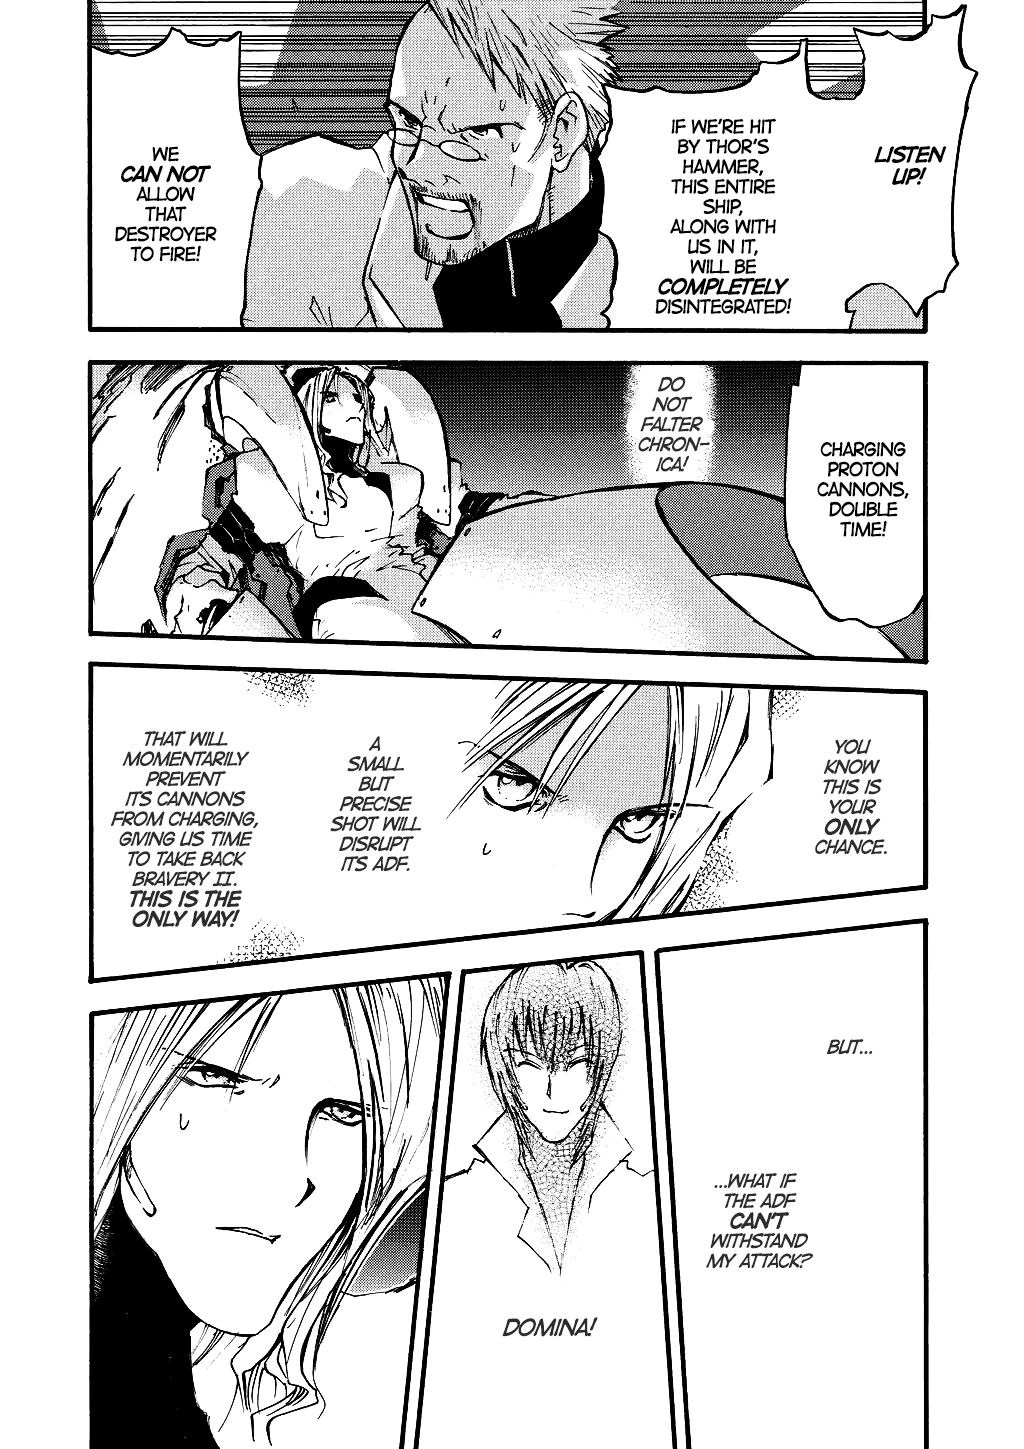 LISTEN
UP!
IF WE'RE HIT
BY THOR'S
HAMMER,
THIS ENTIRE
SHIP,
ALONG WITH
US IN IT,
WILL BE
COMPLETELY
DISINTEGRATED!
WE
CAN NOT
ALLOW
THAT
DESTROYER
TO FIRE!
CHARGING
PROTON
CANNONS,
DOUBLE
TIME!
DO
NOT
FALTER
CHRON-
ICA!
YOU
KNOW
THIS IS
YOUR
ONLY
CHANCE.
A
SMALL
BUT
PRECISE
SHOT WILL
DISRUPT
ITS ADF.
THAT WILL
MOMENTARILY
PREVENT
ITS CANNONS
FROM CHARGING,
GIVING US TIME
TO TAKE BACK
BRAVERY II.
THIS IS THE
ONLY WAY!
BUT...
...WHAT IF
THE ADF
CAN'T
WITHSTAND
MY ATTACK?
DOMINA!